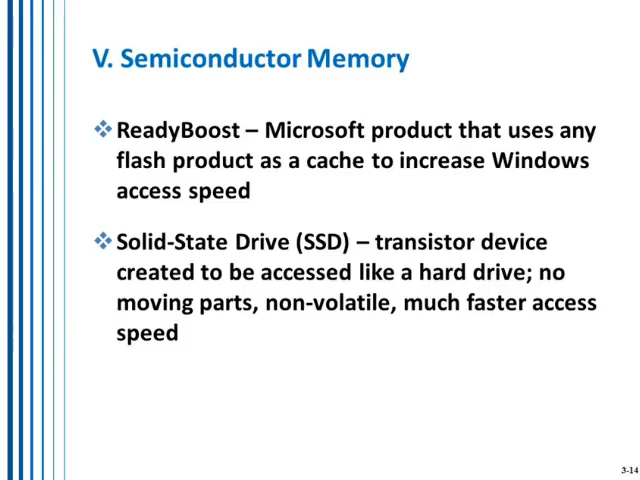 V. Semiconductor Memory
ReadyBoost – Microsoft product that uses any
flash product as a cache to increase Windows
access speed
Solid-State Drive (SSD) – transistor device
created to be accessed like a hard drive; no
moving parts, non-volatile, much faster access
speed
3-14